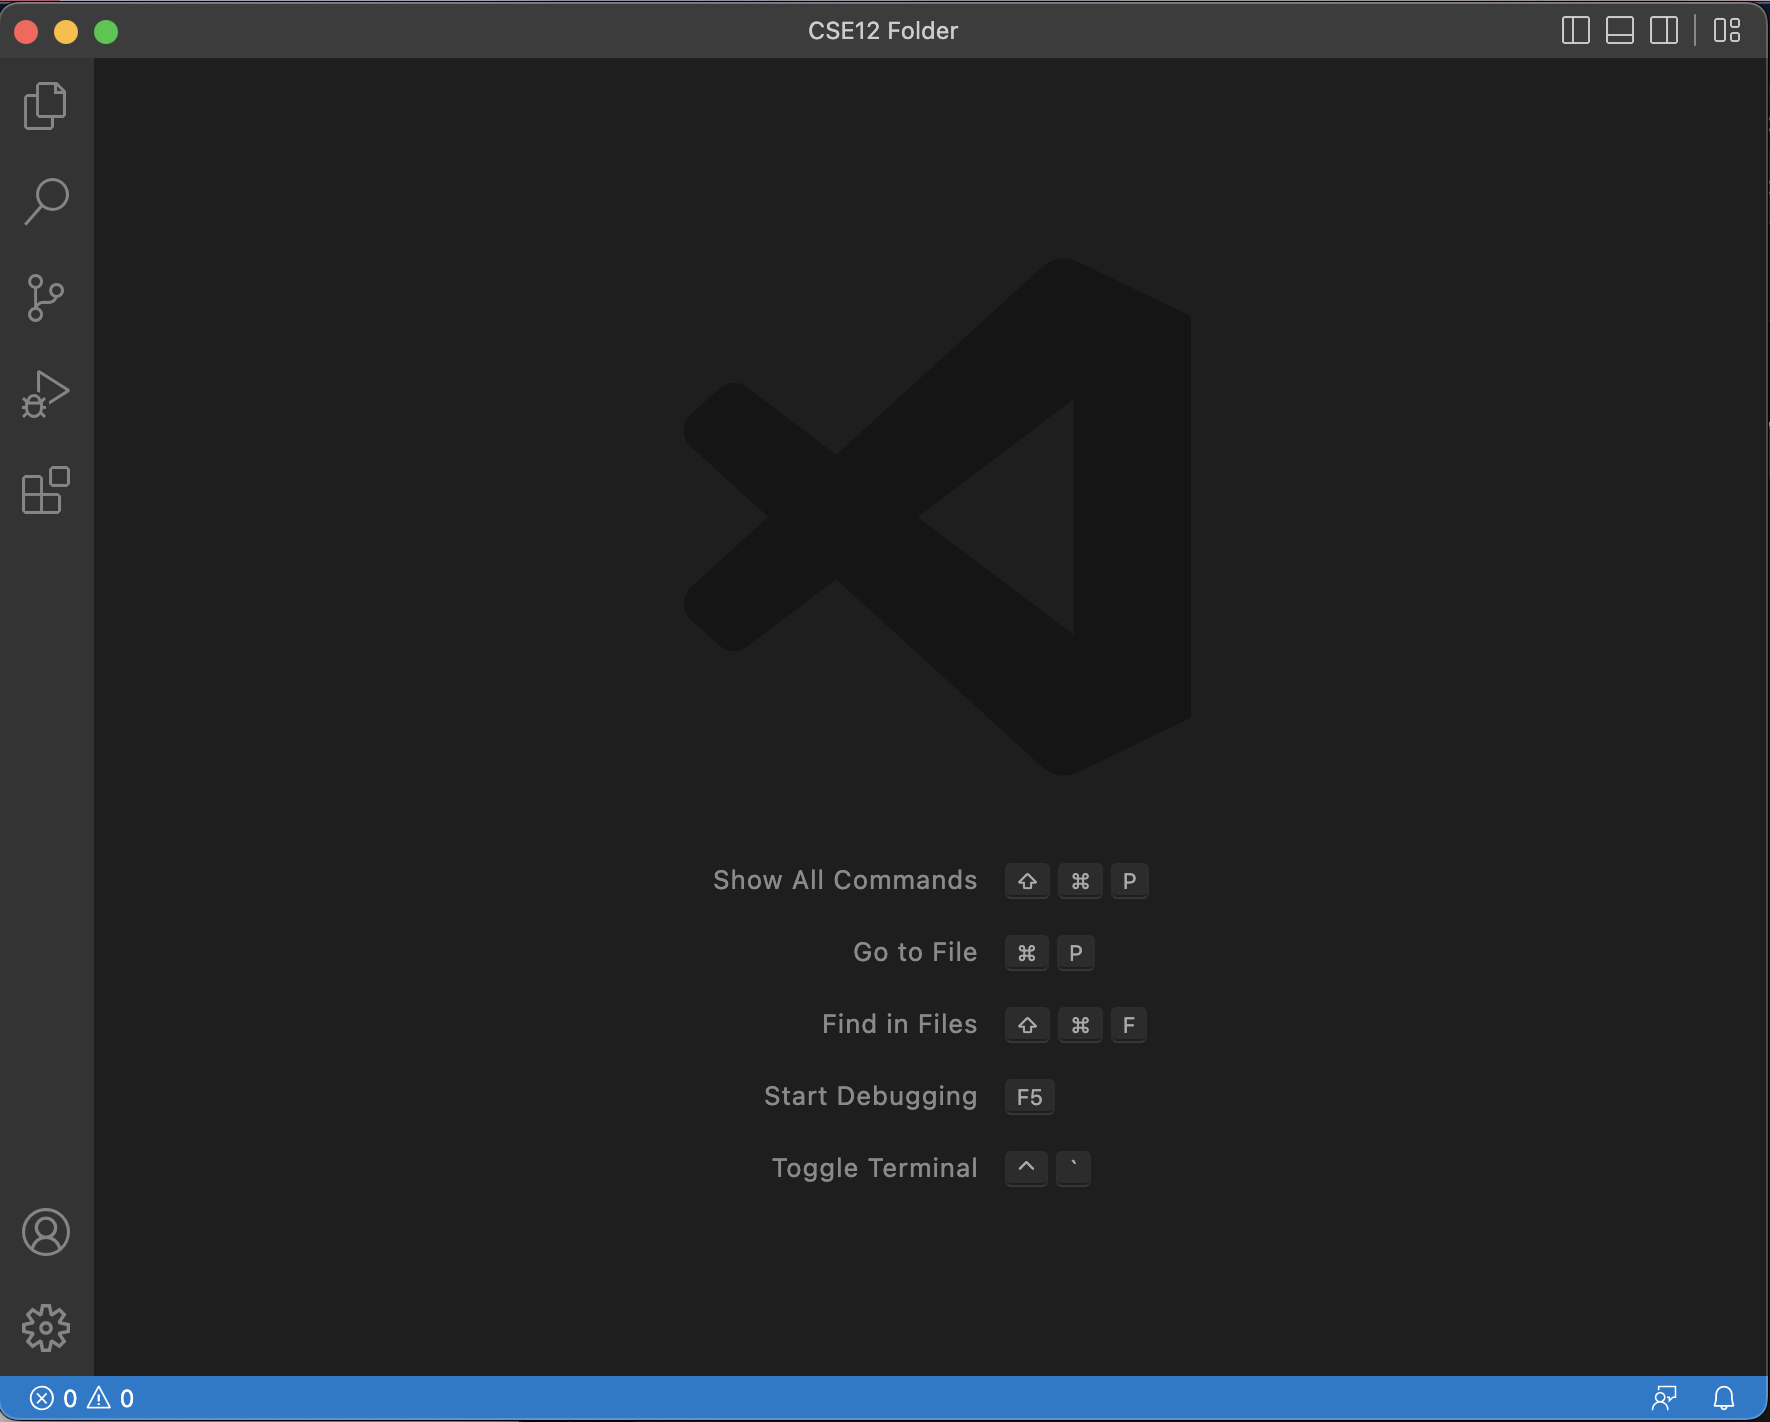 CSE12 Folder
Show All Commands ⇧ ⌘ P
Go to File ⌘ P
Find in Files ⇧ ⌘ F
Start Debugging F5
Toggle Terminal ^ `
0 0